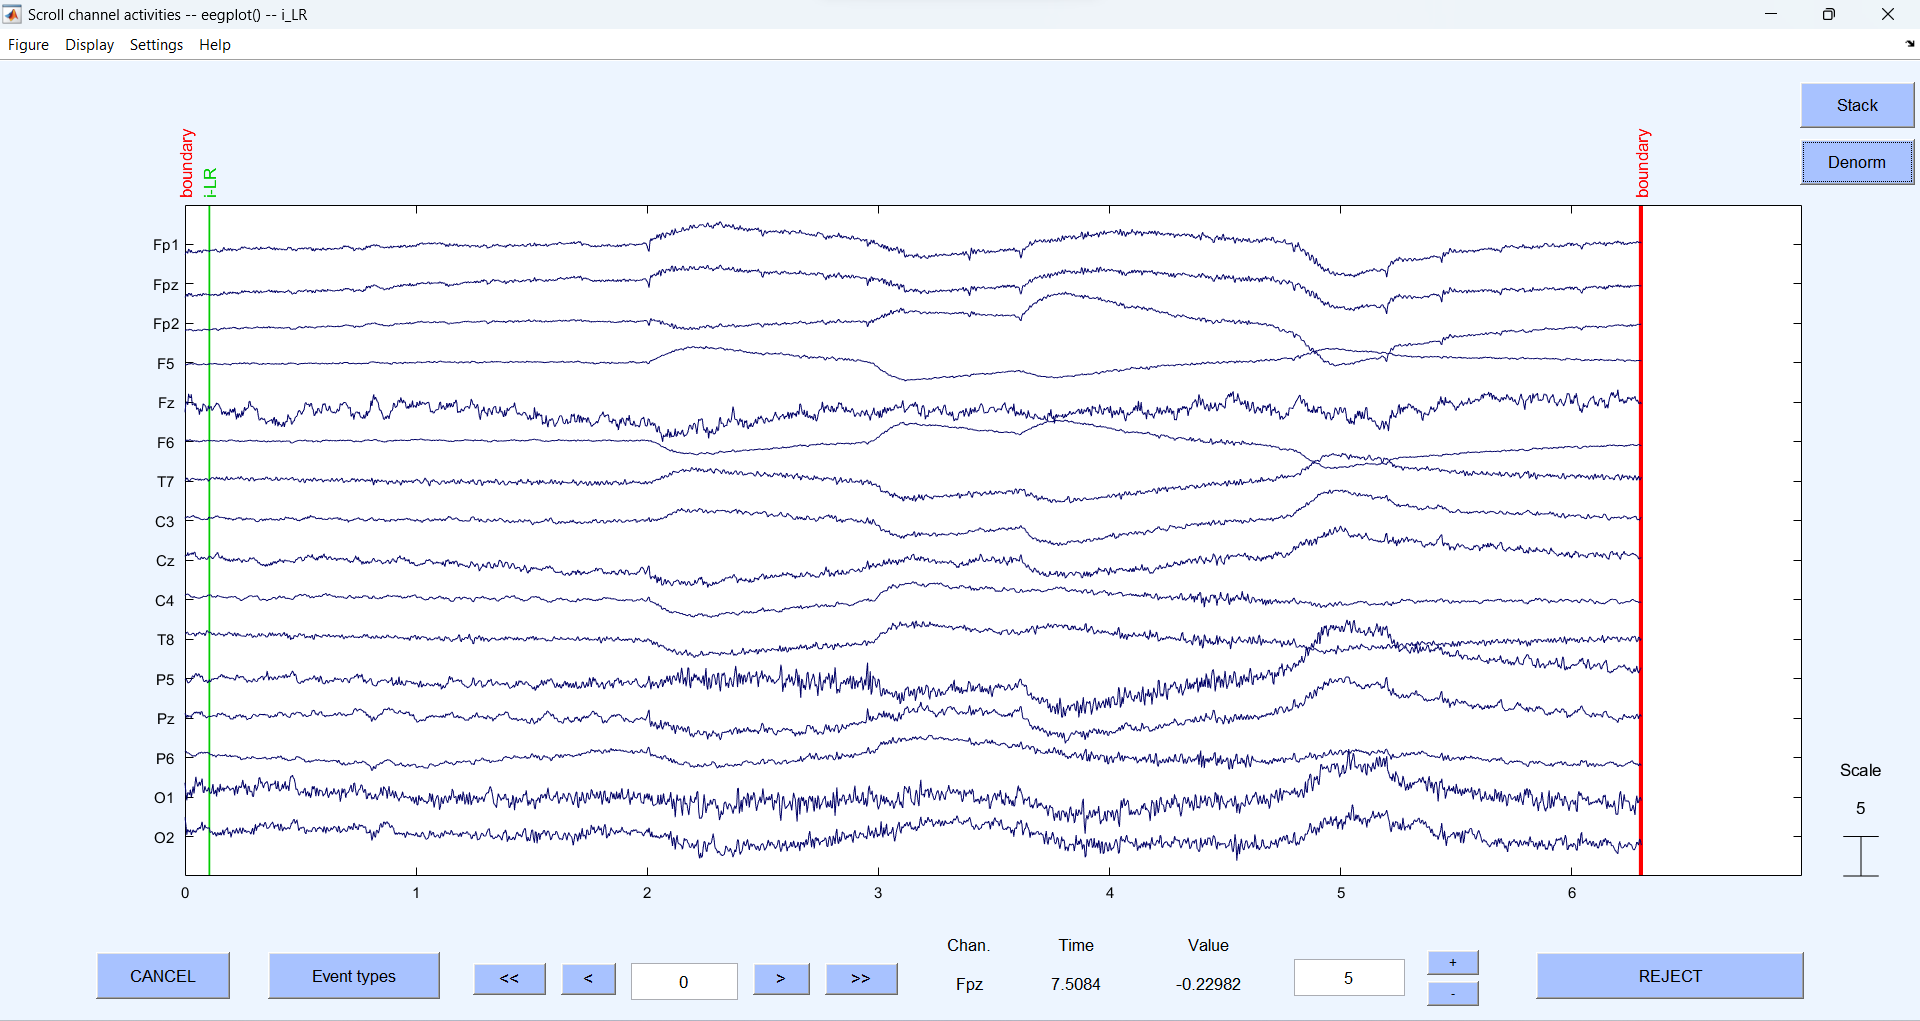 Scroll channel activities -- eegplot() -- i_LR
Figure Display Settings Help
Stack
Denorm
boundary
i-LR
boundary
Fp1
Fpz
Fp2
F5
Fz
F6
T7
C3
Cz
C4
T8
P5
Pz
P6
O1
O2
0 1 2 3 4 5 6
Scale
5
Chan. Time Value
Fpz 7.5084 -0.22982
CANCEL Event types << < 0 > >> 5 + - REJECT